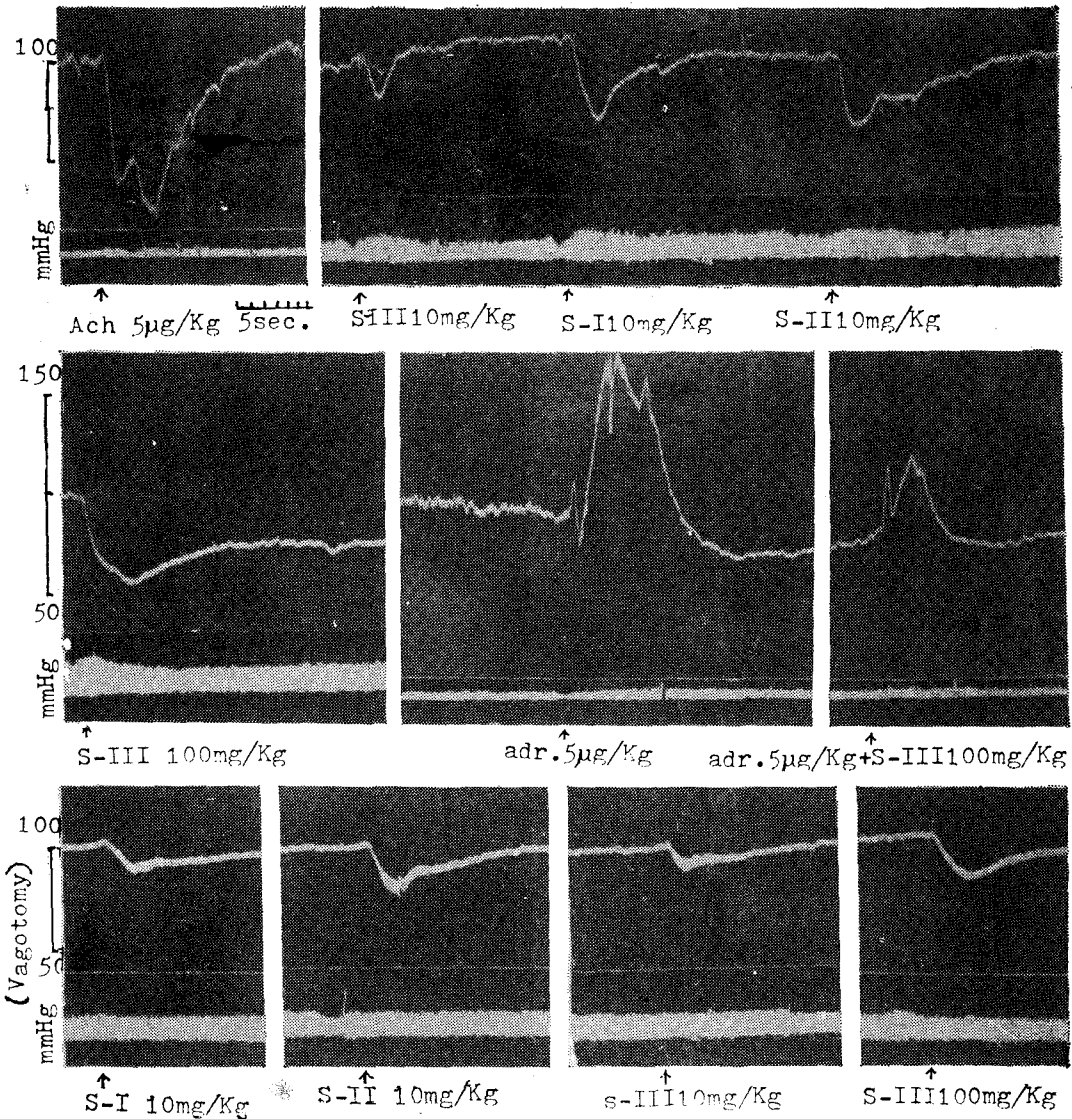 100
mmHg
Ach 5µg/Kg
5sec.
SIII10mg/Kg
S-I10mg/Kg
S-II10mg/Kg
150
50
mmHg
S-III 100mg/Kg
adr.5µg/Kg
adr.5µg/Kg+S-III100mg/Kg
100
50
mmHg
(Vagotomy)
S-I 10mg/Kg
S-II 10mg/Kg
s-III10mg/Kg
S-III100mg/Kg